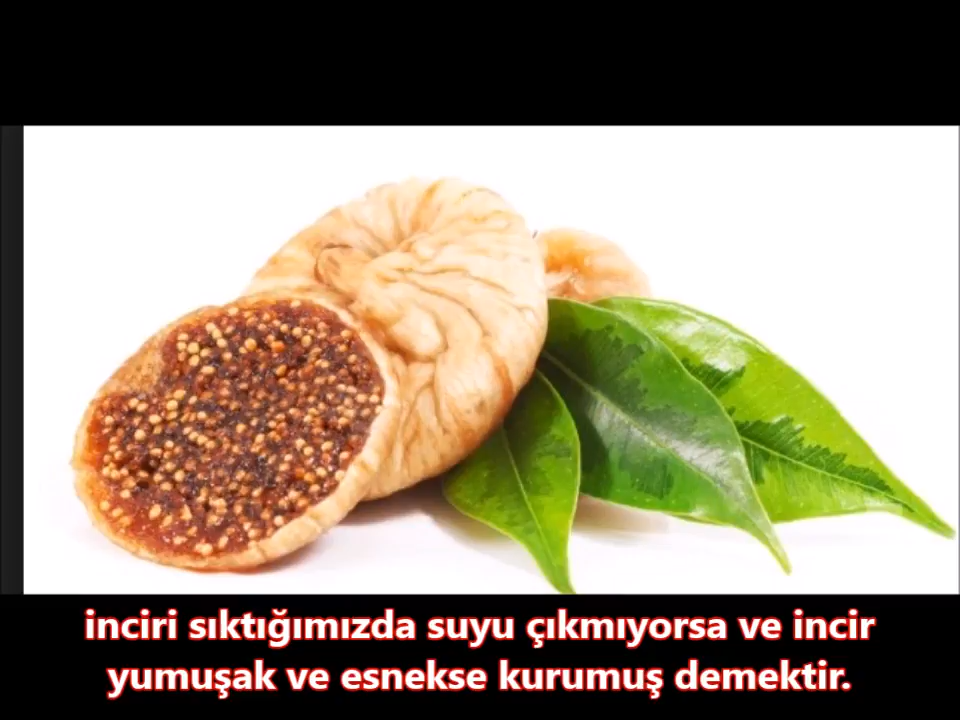 inciri sıktığımızda suyu çıkmıyorsa ve incir
yumuşak ve esnekse kurumuş demektir.